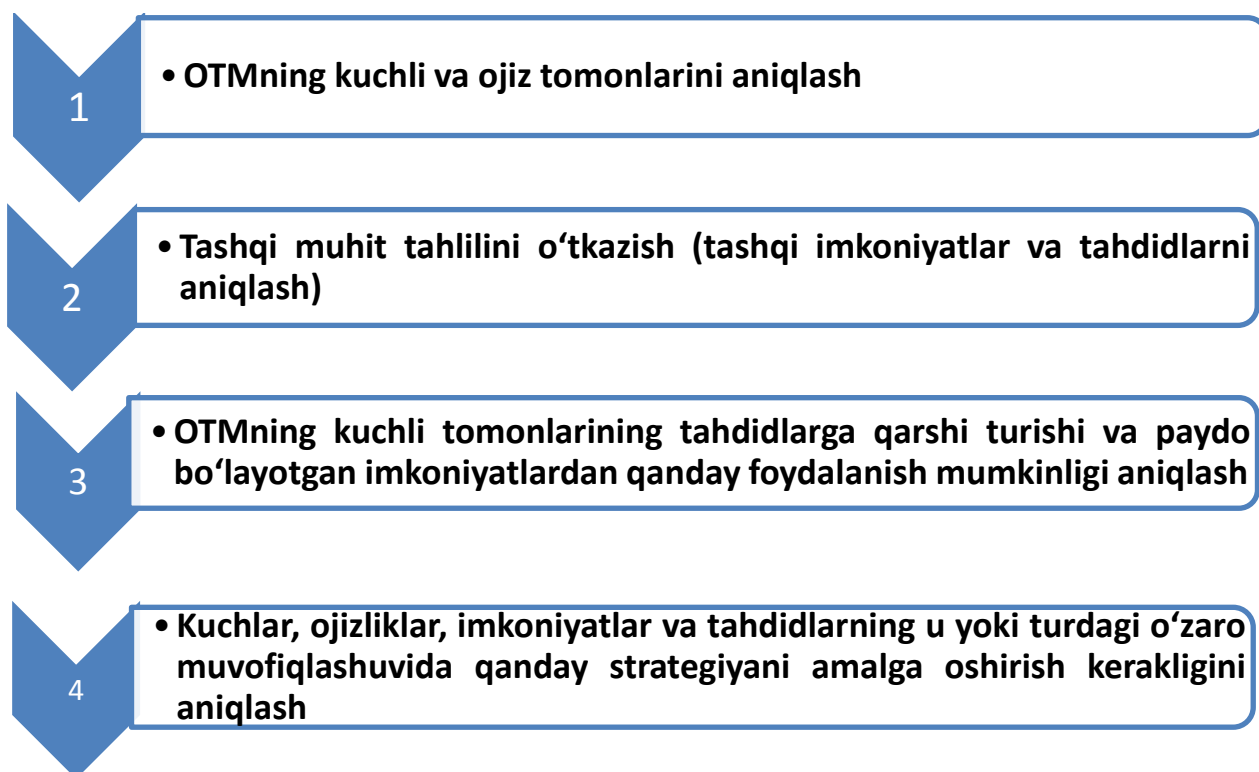 1
• OTMning kuchli va ojiz tomonlarini aniqlash
2
• Tashqi muhit tahlilini o‘tkazish (tashqi imkoniyatlar va tahdidlarni
aniqlash)
3
• OTMning kuchli tomonlarining tahdidlarga qarshi turishi va paydo
bo‘layotgan imkoniyatlardan qanday foydalanish mumkinligi aniqlash
4
• Kuchlar, ojizliklar, imkoniyatlar va tahdidlarning u yoki turdagi o‘zaro
muvofiqlashuvida qanday strategiyani amalga oshirish kerakligini
aniqlash